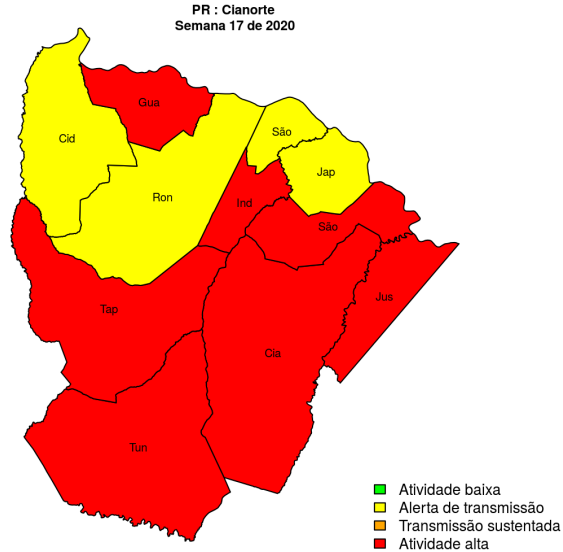 PR : Cianorte
Semana 17 de 2020
Gua
São
Cid
Jap
Ron
Ind
São
Jus
Tap
Cia
Tun
Atividade baixa
Alerta de transmissão
Transmissão sustentada
Atividade alta